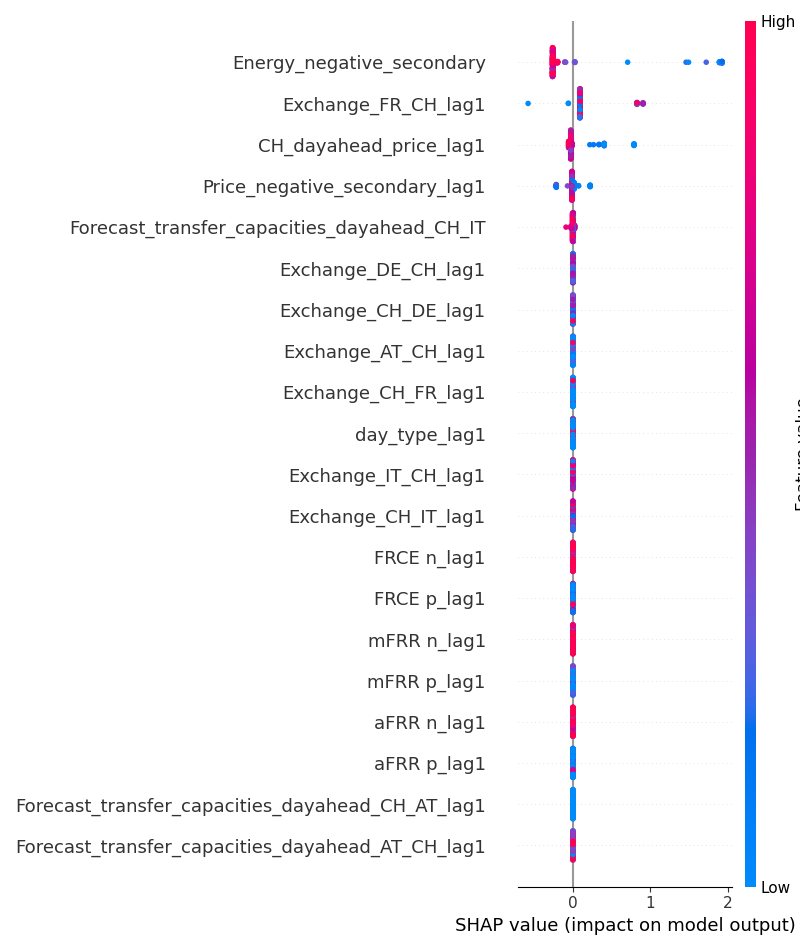 High
Energy_negative_secondary
Exchange_FR_CH_lag1
CH_dayahead_price_lag1
Price_negative_secondary_lag1
Forecast_transfer_capacities_dayahead_CH_IT
Exchange_DE_CH_lag1
Exchange_CH_DE_lag1
Exchange_AT_CH_lag1
Exchange_CH_FR_lag1
day_type_lag1
Exchange_IT_CH_lag1
Exchange_CH_IT_lag1
FRCE n_lag1
FRCE p_lag1
mFRR n_lag1
mFRR p_lag1
aFRR n_lag1
aFRR p_lag1
Forecast_transfer_capacities_dayahead_CH_AT_lag1
Forecast_transfer_capacities_dayahead_AT_CH_lag1
Low
0 1 2
SHAP value (impact on model output)